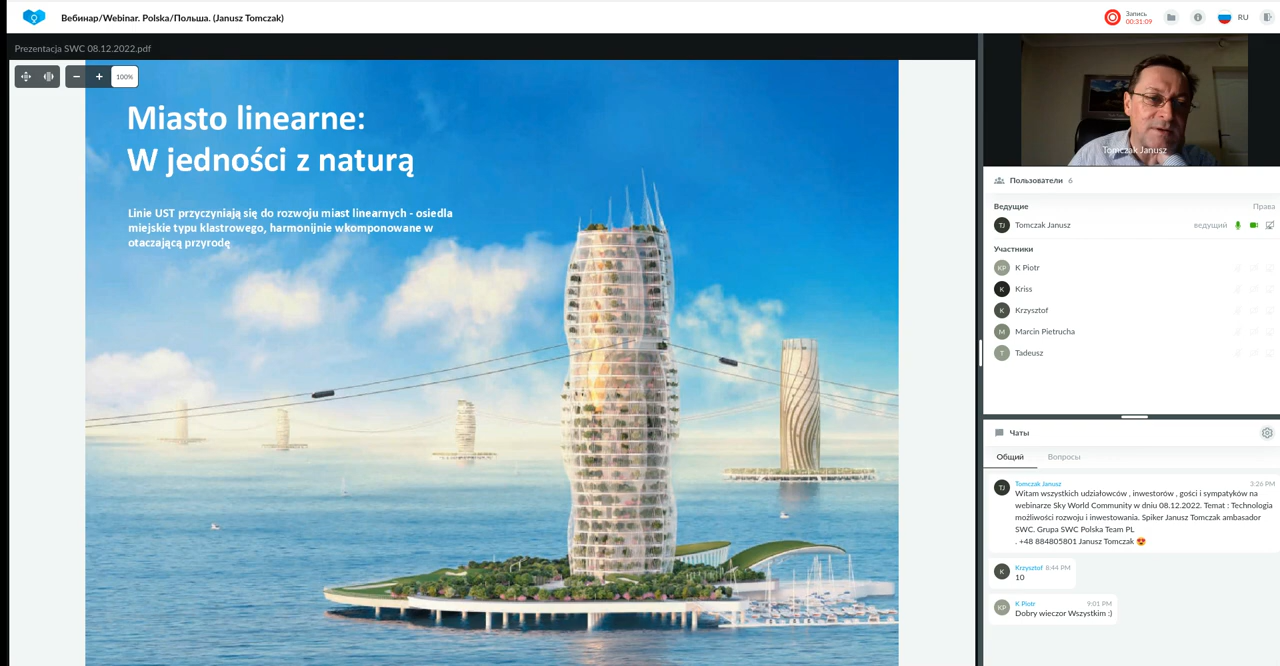 Вебинар/Webinar. Polska/Польша. (Janusz Tomczak)
Запись
00:31:09
RU
Prezentacja SWC 08.12.2022.pdf
100%
Miasto linearne:
W jedności z naturą
Linie UST przyczyniają się do rozwoju miast linearnych - osiedla
miejskie typu klastrowego, harmonijnie wkomponowane w
otaczającą przyrodę
Tomczak Janusz
Пользователи 6
Ведущие Права
TJ Tomczak Janusz ведущий
Участники
KP K Piotr
K Kriss
K Krzysztof
M Marcin Pietrucha
T Tadeusz
Чаты
Общий Вопросы
TJ Tomczak Janusz 3:26 PM
Witam wszystkich udziałowców , inwestorów , gości i sympatyków na
webinarze Sky World Community w dniu 08.12.2022. Temat : Technologia
możliwości rozwoju i inwestowania. Spiker Janusz Tomczak ambasador
SWC. Grupa SWC Polska Team PL
. +48 884805801 Janusz Tomczak 😍
K Krzysztof 8:44 PM
10
KP K Piotr 9:01 PM
Dobry wieczor Wszystkim :)